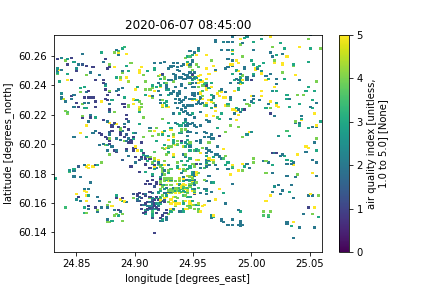 2020-06-07 08:45:00
60.26
60.24
60.22
60.20
60.18
60.16
60.14
latitude [degrees_north]
24.85 24.90 24.95 25.00 25.05
longitude [degrees_east]
5
4
3
2
1
0
air quality index [unitless,
1.0 to 5.0] [None]